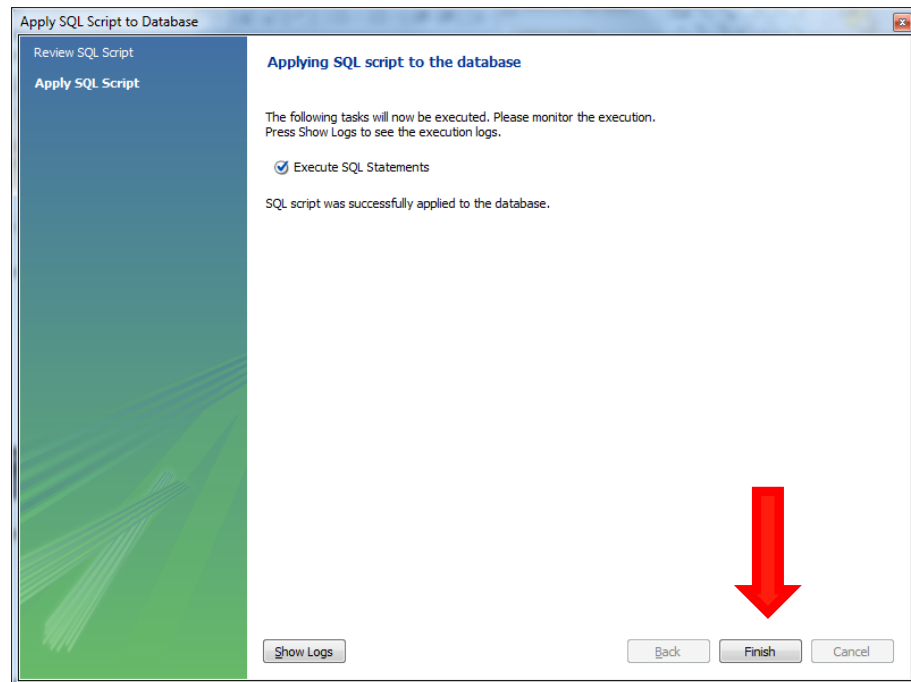 Apply SQL Script to Database
Review SQL Script
Apply SQL Script
Applying SQL script to the database
The following tasks will now be executed. Please monitor the execution.
Press Show Logs to see the execution logs.
Execute SQL Statements
SQL script was successfully applied to the database.
Show Logs
Back
Finish
Cancel